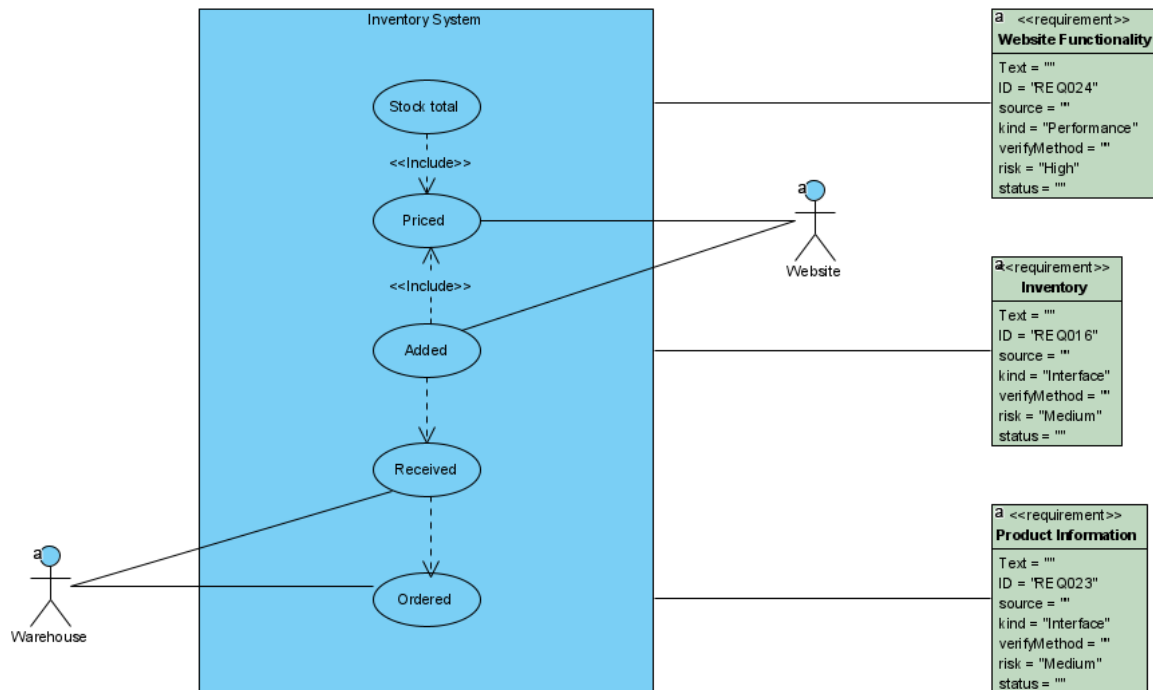 Inventory System
Stock total
<<Include>>
Priced
<<Include>>
Added
Received
Ordered
a
Website
a
Warehouse
a
<<requirement>>
Website Functionality
Text = ""
ID = "REQ024"
source = ""
kind = "Performance"
verifyMethod = ""
risk = "High"
status = ""
a
<<requirement>>
Inventory
Text = ""
ID = "REQ016"
source = ""
kind = "Interface"
verifyMethod = ""
risk = "Medium"
status = ""
a
<<requirement>>
Product Information
Text = ""
ID = "REQ023"
source = ""
kind = "Interface"
verifyMethod = ""
risk = "Medium"
status = ""